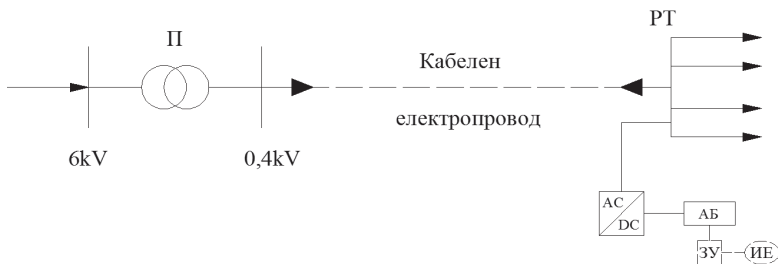 П
РТ
Кабелен
електропровод
6kV
0,4kV
AC
DC
АБ
ЗУ
ИЕ